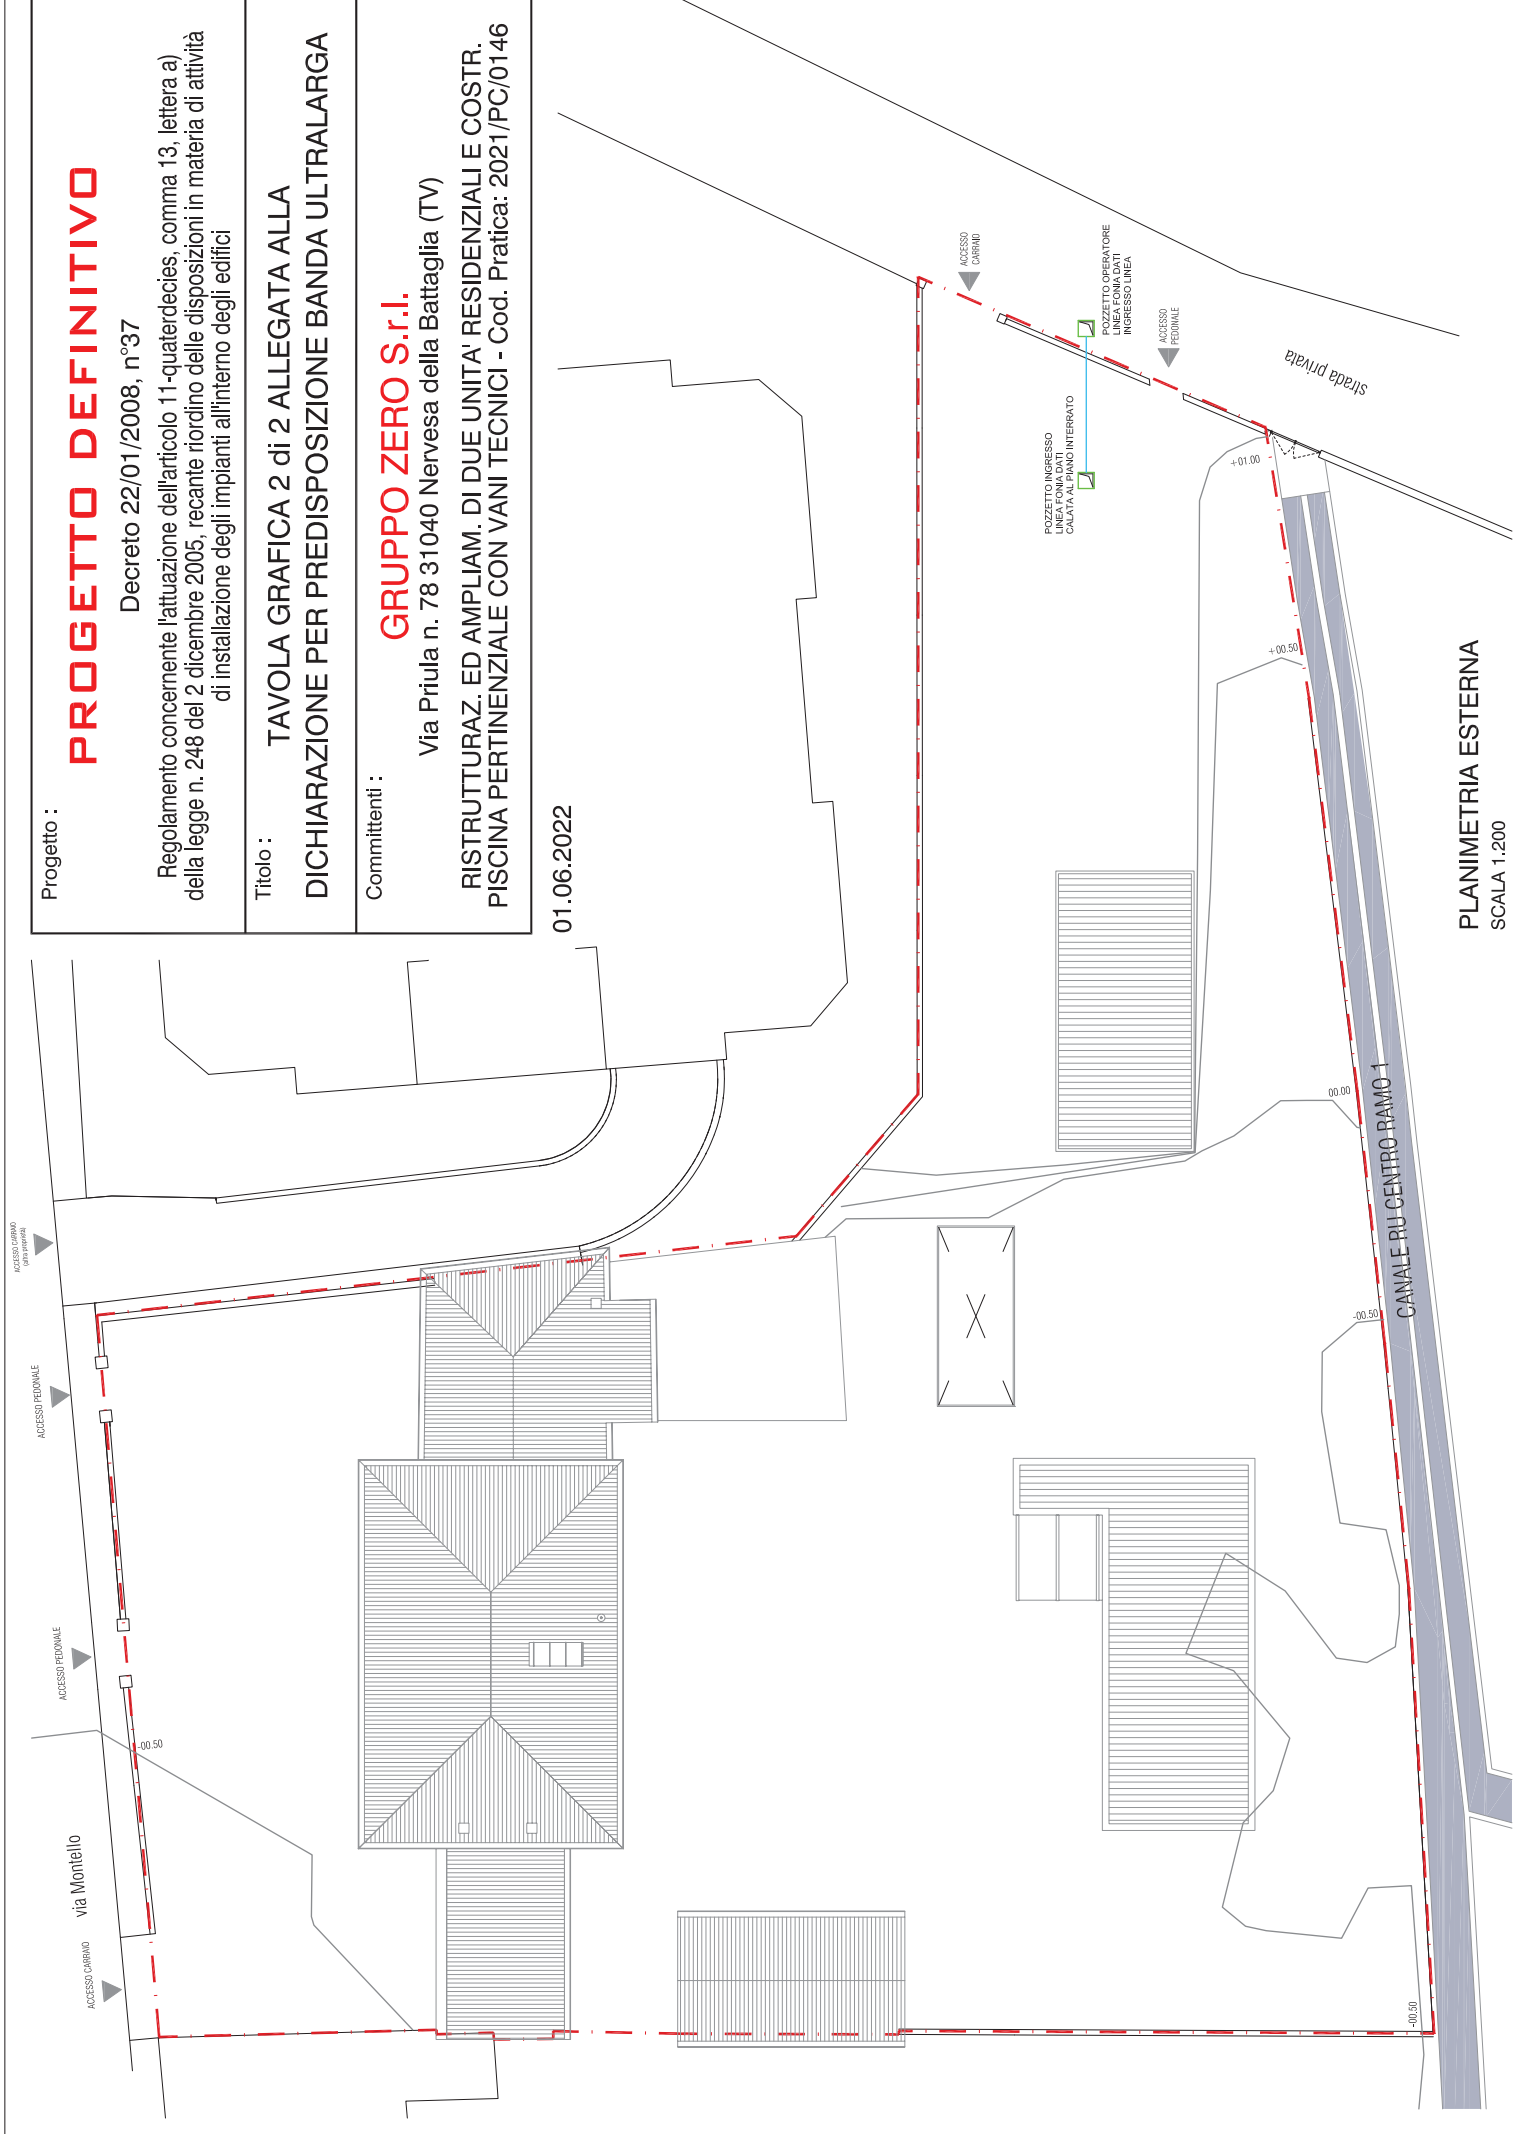 Progetto :
PROGETTO DEFINITIVO
Decreto 22/01/2008, n°37
Regolamento concernente l'attuazione dell'articolo 11-quaterdecies, comma 13, lettera a)
della legge n. 248 del 2 dicembre 2005, recante riordino delle disposizioni in materia di attività
di installazione degli impianti all'interno degli edifici
Titolo :
TAVOLA GRAFICA 2 di 2 ALLEGATA ALLA
DICHIARAZIONE PER PREDISPOSIZIONE BANDA ULTRALARGA
Committenti :
GRUPPO ZERO S.r.l.
Via Priula n. 78 31040 Nervesa della Battaglia (TV)
RISTRUTTURAZ. ED AMPLIAM. DI DUE UNITA' RESIDENZIALI E COSTR.
PISCINA PERTINENZIALE CON VANI TECNICI - Cod. Pratica: 2021/PC/0146
01.06.2022
ACCESSO CARRAIO
via Montello
ACCESSO PEDONALE
ACCESSO PEDONALE
ACCESSO CARRAIO
(altra proprietà)
-00.50
ACCESSO
CARRAIO
POZZETTO OPERATORE
LINEA FONIA DATI
INGRESSO LINEA
ACCESSO
PEDONALE
POZZETTO INGRESSO
LINEA FONIA DATI
CALATA AL PIANO INTERRATO
strada privata
+01.00
+00.50
00.00
-00.50
-00.50
CANALE RU CENTRO RAMO 1
PLANIMETRIA ESTERNA
SCALA 1.200